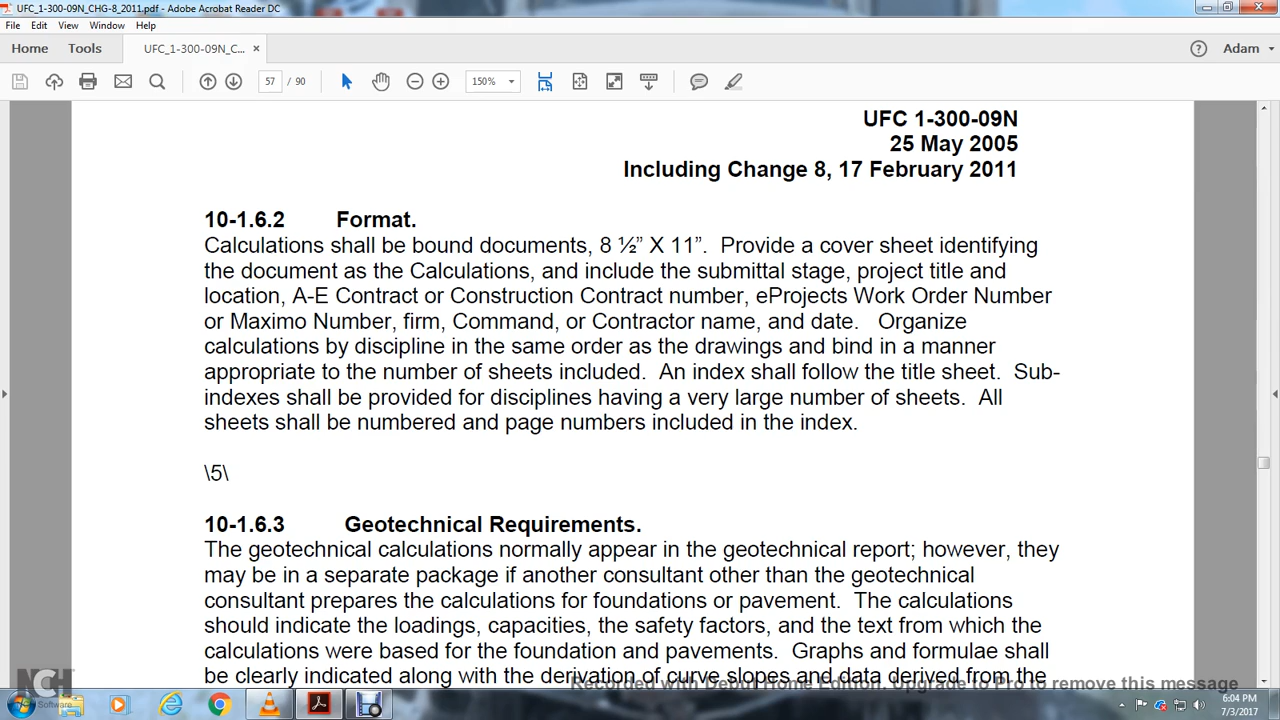 UFC_1-300-09N_CHG-8_2011.pdf - Adobe Acrobat Reader DC
File Edit View Window Help
Home Tools UFC_1-300-09N_C... × Adam
57 / 90 150%
UFC 1-300-09N
25 May 2005
Including Change 8, 17 February 2011
10-1.6.2 Format.
Calculations shall be bound documents, 8 ½” X 11”. Provide a cover sheet identifying
the document as the Calculations, and include the submittal stage, project title and
location, A-E Contract or Construction Contract number, eProjects Work Order Number
or Maximo Number, firm, Command, or Contractor name, and date. Organize
calculations by discipline in the same order as the drawings and bind in a manner
appropriate to the number of sheets included. An index shall follow the title sheet. Sub-
indexes shall be provided for disciplines having a very large number of sheets. All
sheets shall be numbered and page numbers included in the index.
\5\
10-1.6.3 Geotechnical Requirements.
The geotechnical calculations normally appear in the geotechnical report; however, they
may be in a separate package if another consultant other than the geotechnical
consultant prepares the calculations for foundations or pavement. The calculations
should indicate the loadings, capacities, the safety factors, and the text from which the
calculations were based for the foundation and pavements. Graphs and formulae shall
be clearly indicated along with the derivation of curve slopes and data derived from the
Recorded with Debut Home Edition. Upgrade to Pro to remove this message
NCH
Software
6:04 PM
7/3/2017